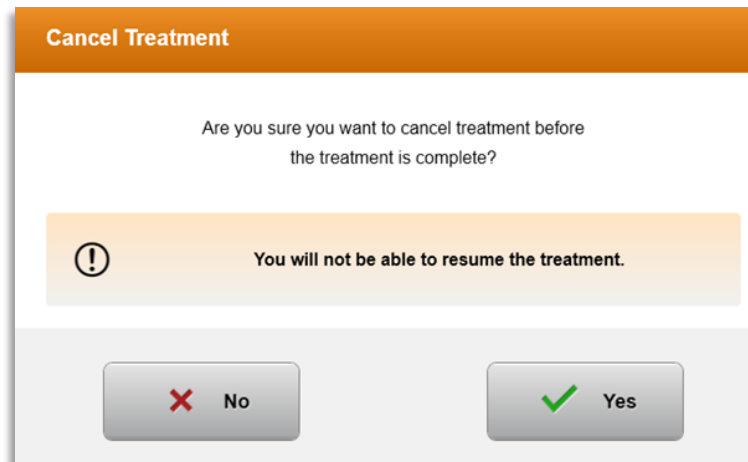 Cancel Treatment
Are you sure you want to cancel treatment before
the treatment is complete?
You will not be able to resume the treatment.
No
Yes